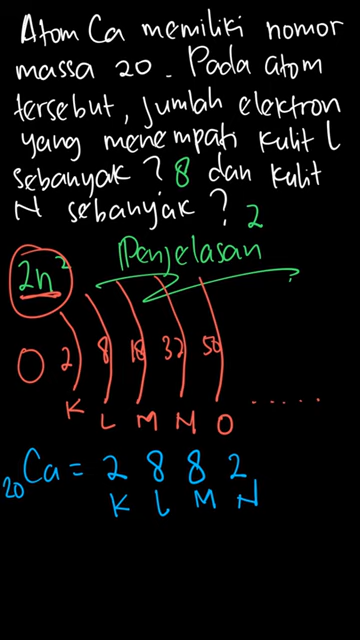 Atom Ca memiliki nomor
massa 20. Pada atom
tersebut, jumlah elektron
yang menempati kulit L
sebanyak ? 8 dan kulit
N sebanyak ? 2
Penjelasan
2n²
2 8 18 32 50
K L M N O ......
20Ca = 2 8 8 2
K L M N